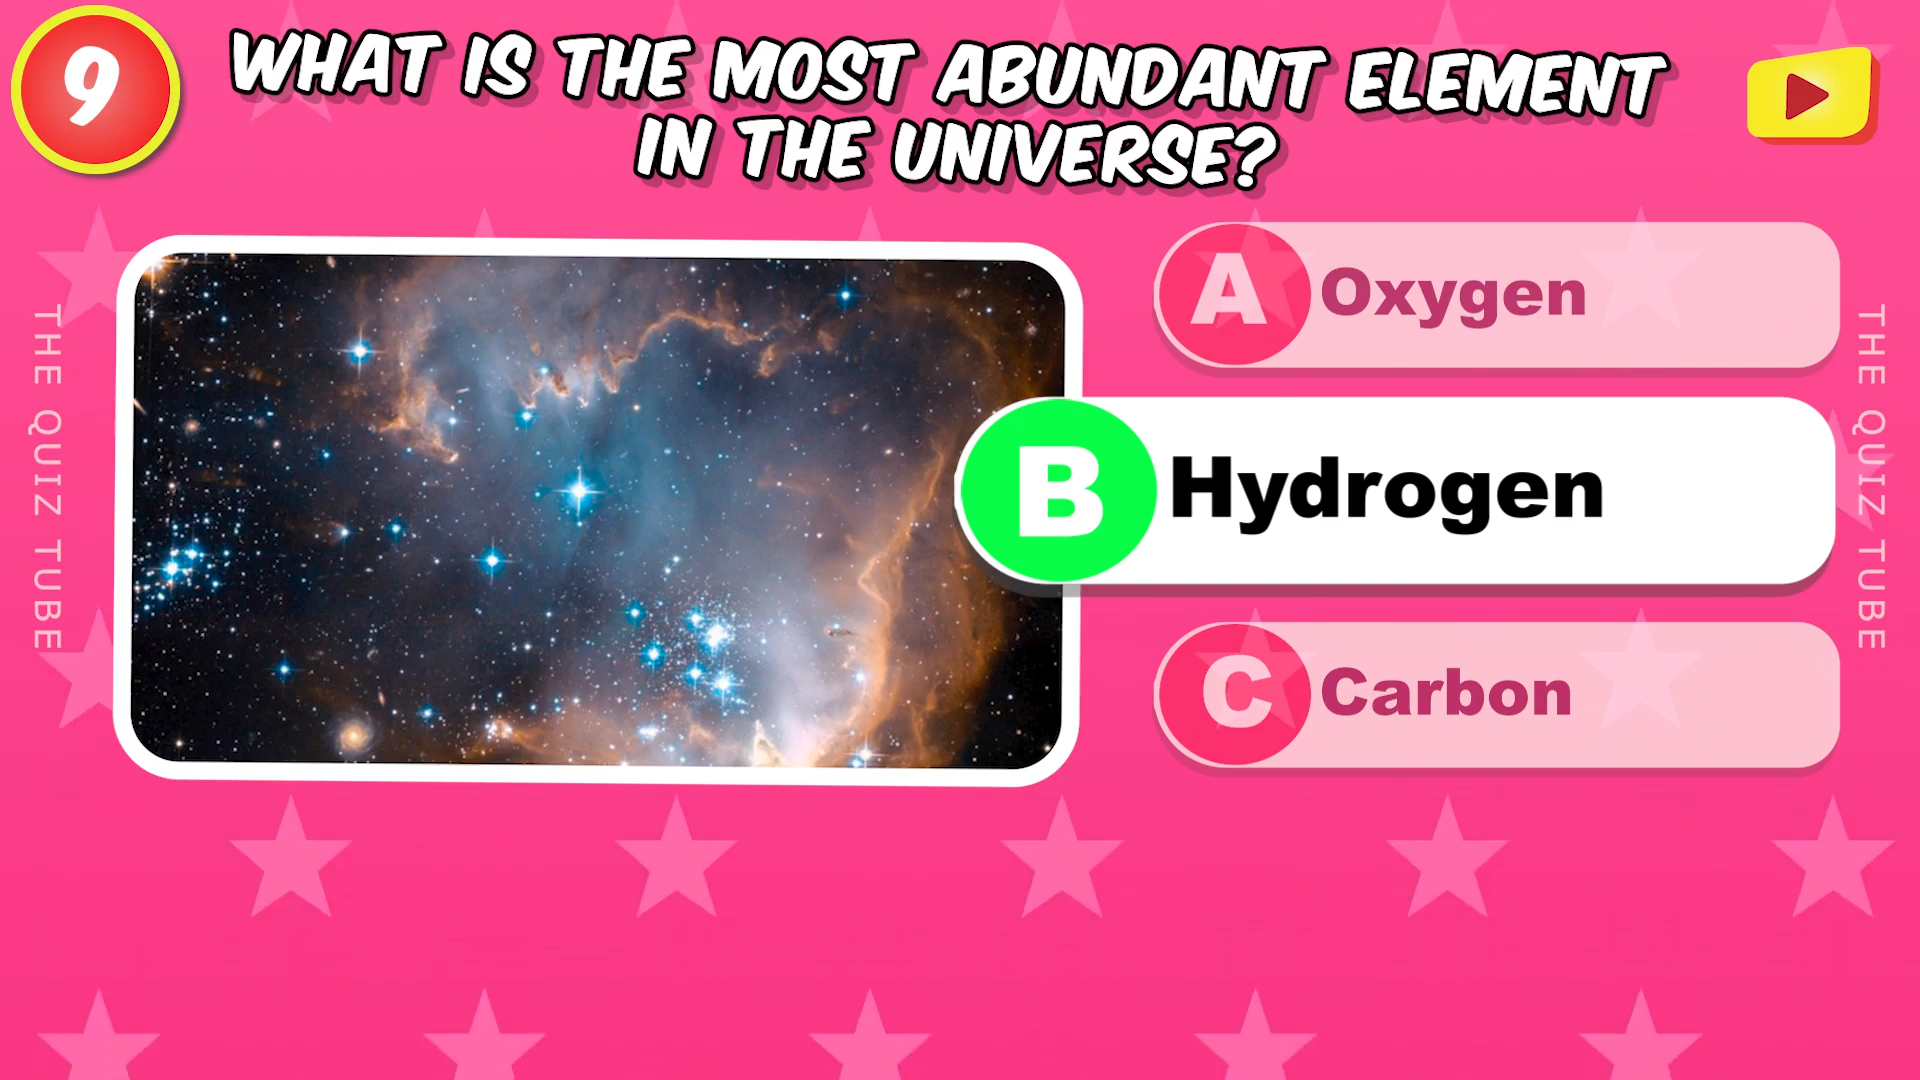 9
WHAT IS THE MOST ABUNDANT ELEMENT
IN THE UNIVERSE?
THE QUIZ TUBE
A Oxygen
B Hydrogen
C Carbon
THE QUIZ TUBE